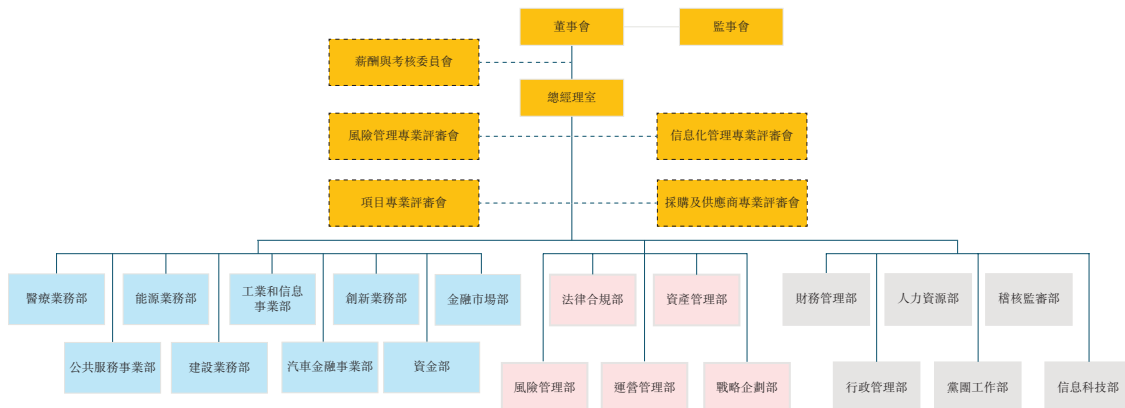 董事會
監事會
薪酬與考核委員會
總經理室
風險管理專業評審會
信息化管理專業評審會
項目專業評審會
採購及供應商專業評審會
醫療業務部
能源業務部
工業和信息
事業部
創新業務部
金融市場部
法律合規部
資產管理部
財務管理部
人力資源部
稽核監審部
公共服務事業部
建設業務部
汽車金融事業部
資金部
風險管理部
運營管理部
戰略企劃部
行政管理部
黨團工作部
信息科技部